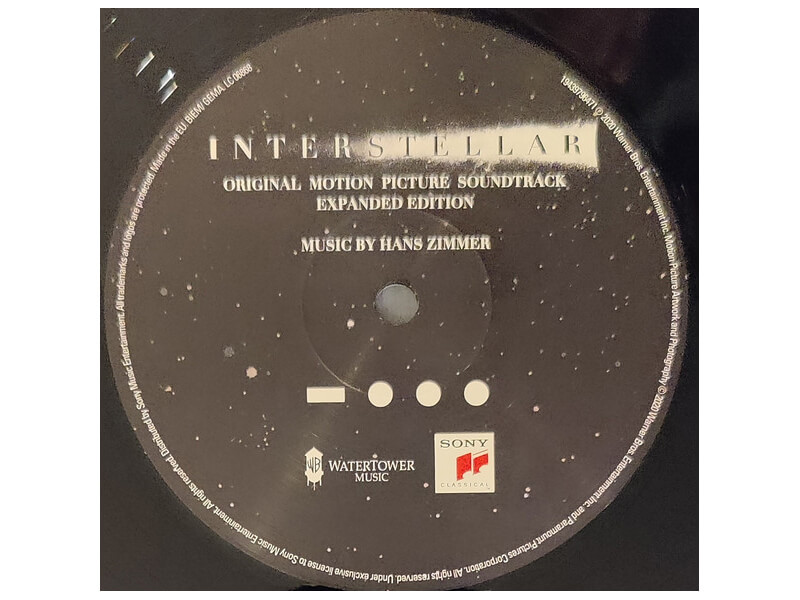 INTERSTELLAR
ORIGINAL MOTION PICTURE SOUNDTRACK
EXPANDED EDITION
MUSIC BY HANS ZIMMER
WB
WATERTOWER
MUSIC
SONY
CLASSICAL
19439796471 ℗ 2020 Warner Bros. Entertainment Inc. Motion Picture Artwork and Photography © 2020 Warner Bros. Entertainment Inc. and Paramount Pictures Corporation. All rights reserved. Under exclusive license to Sony Music Entertainment. All rights reserved. Distributed by Sony Music Entertainment. All trademarks and logos are protected. Made in the EU. BIEM/GEMA. LC 06868